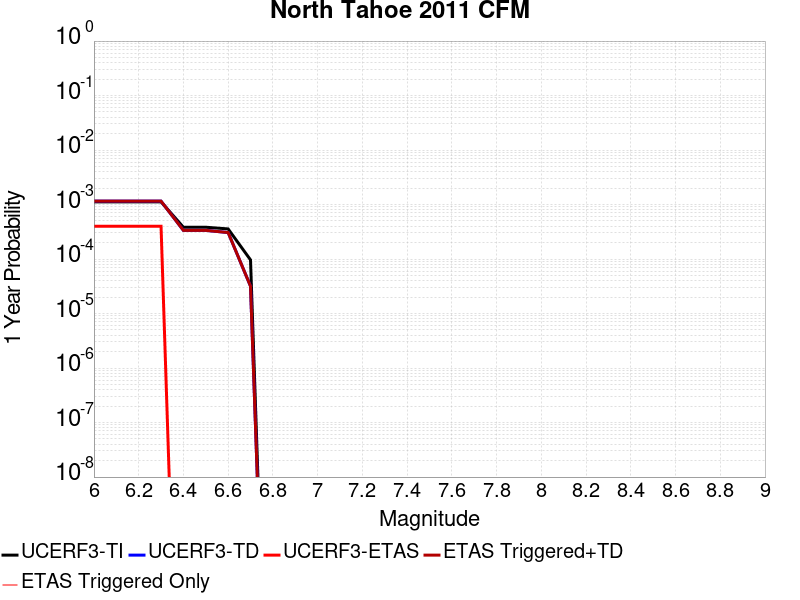 North Tahoe 2011 CFM
10^0
10^-1
10^-2
10^-3
10^-4
10^-5
10^-6
10^-7
10^-8
1 Year Probability
6 6.2 6.4 6.6 6.8 7 7.2 7.4 7.6 7.8 8 8.2 8.4 8.6 8.8 9
Magnitude
UCERF3-TI UCERF3-TD UCERF3-ETAS ETAS Triggered+TD
ETAS Triggered Only